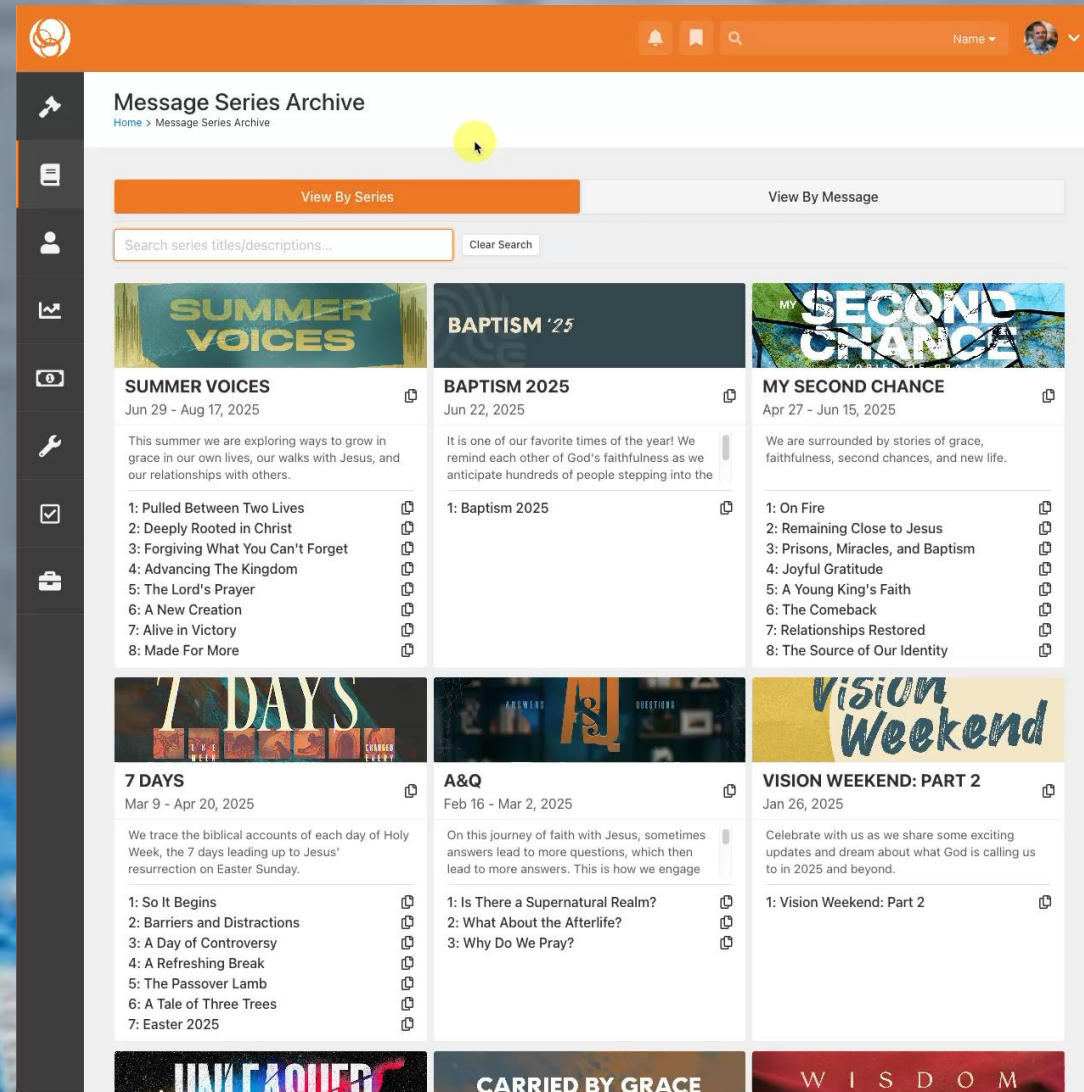 Name
Message Series Archive
Home > Message Series Archive
View By Series
View By Message
Search series titles/descriptions...
Clear Search
SUMMER
VOICES
SUMMER VOICES
Jun 29 - Aug 17, 2025
This summer we are exploring ways to grow in
grace in our own lives, our walks with Jesus, and
our relationships with others.
1: Pulled Between Two Lives
2: Deeply Rooted in Christ
3: Forgiving What You Can't Forget
4: Advancing The Kingdom
5: The Lord's Prayer
6: A New Creation
7: Alive in Victory
8: Made For More
BAPTISM '25
BAPTISM 2025
Jun 22, 2025
It is one of our favorite times of the year! We
remind each other of God's faithfulness as we
anticipate hundreds of people stepping into the
1: Baptism 2025
MY SECOND
CHANCE
STORIES OF GRACE
MY SECOND CHANCE
Apr 27 - Jun 15, 2025
We are surrounded by stories of grace,
faithfulness, second chances, and new life.
1: On Fire
2: Remaining Close to Jesus
3: Prisons, Miracles, and Baptism
4: Joyful Gratitude
5: A Young King's Faith
6: The Comeback
7: Relationships Restored
8: The Source of Our Identity
7 DAYS
THE WEEK CHANGED EVERY
7 DAYS
Mar 9 - Apr 20, 2025
We trace the biblical accounts of each day of Holy
Week, the 7 days leading up to Jesus'
resurrection on Easter Sunday.
1: So It Begins
2: Barriers and Distractions
3: A Day of Controversy
4: A Refreshing Break
5: The Passover Lamb
6: A Tale of Three Trees
7: Easter 2025
ANSWERS A&Q QUESTIONS
A&Q
Feb 16 - Mar 2, 2025
On this journey of faith with Jesus, sometimes
answers lead to more questions, which then
lead to more answers. This is how we engage
1: Is There a Supernatural Realm?
2: What About the Afterlife?
3: Why Do We Pray?
Vision
Weekend
VISION WEEKEND: PART 2
Jan 26, 2025
Celebrate with us as we share some exciting
updates and dream about what God is calling us
to in 2025 and beyond.
1: Vision Weekend: Part 2
UNLEASHED
CARRIED BY GRACE
WISDOM